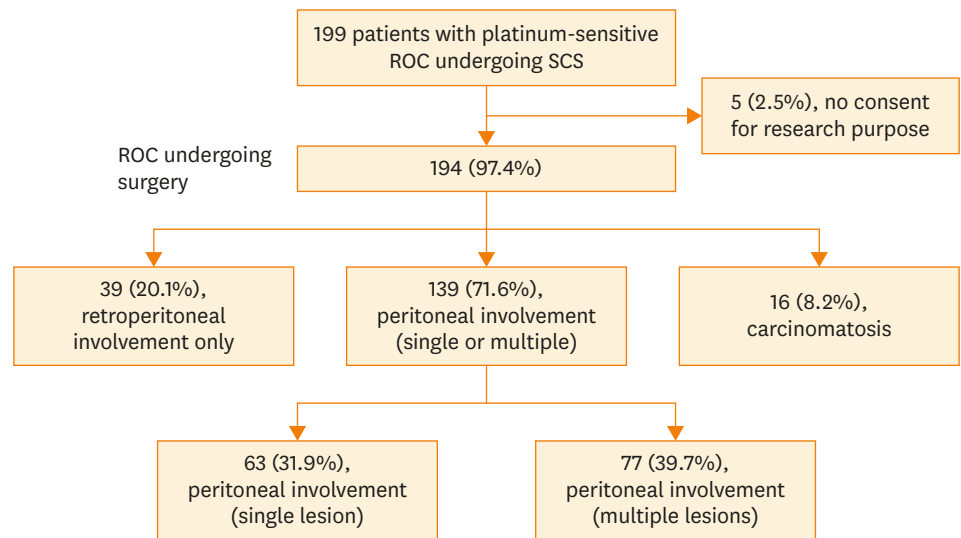 199 patients with platinum-sensitive
ROC undergoing SCS
5 (2.5%), no consent
for research purpose
ROC undergoing
surgery
194 (97.4%)
39 (20.1%),
retroperitoneal
involvement only
139 (71.6%),
peritoneal involvement
(single or multiple)
16 (8.2%),
carcinomatosis
63 (31.9%),
peritoneal involvement
(single lesion)
77 (39.7%),
peritoneal involvement
(multiple lesions)